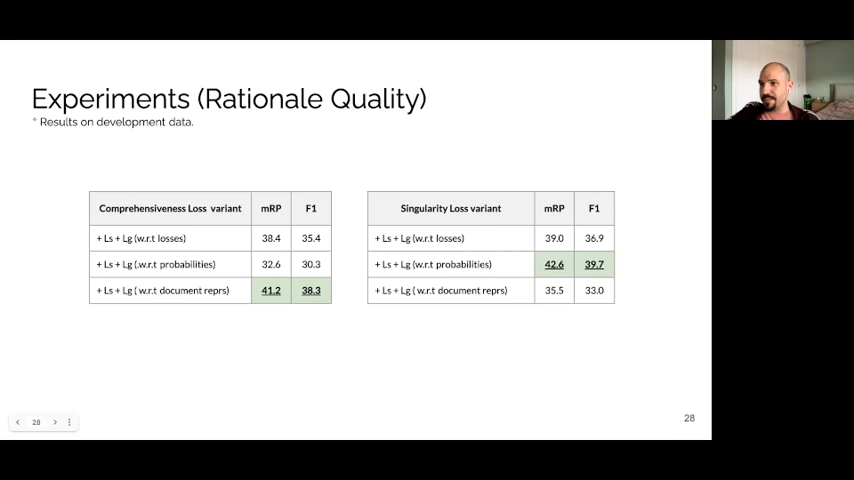 Experiments (Rationale Quality)
* Results on development data.
Comprehensiveness Loss variant mRP F1
+ Ls + Lg (w.r.t losses) 38.4 35.4
+ Ls + Lg (.w.r.t probabilities) 32.6 30.3
+ Ls + Lg ( w.r.t document reprs) 41.2 38.3
Singularity Loss variant mRP F1
+ Ls + Lg (w.r.t losses) 39.0 36.9
+ Ls + Lg (w.r.t probabilities) 42.6 39.7
+ Ls + Lg ( w.r.t document reprs) 35.5 33.0
28
28